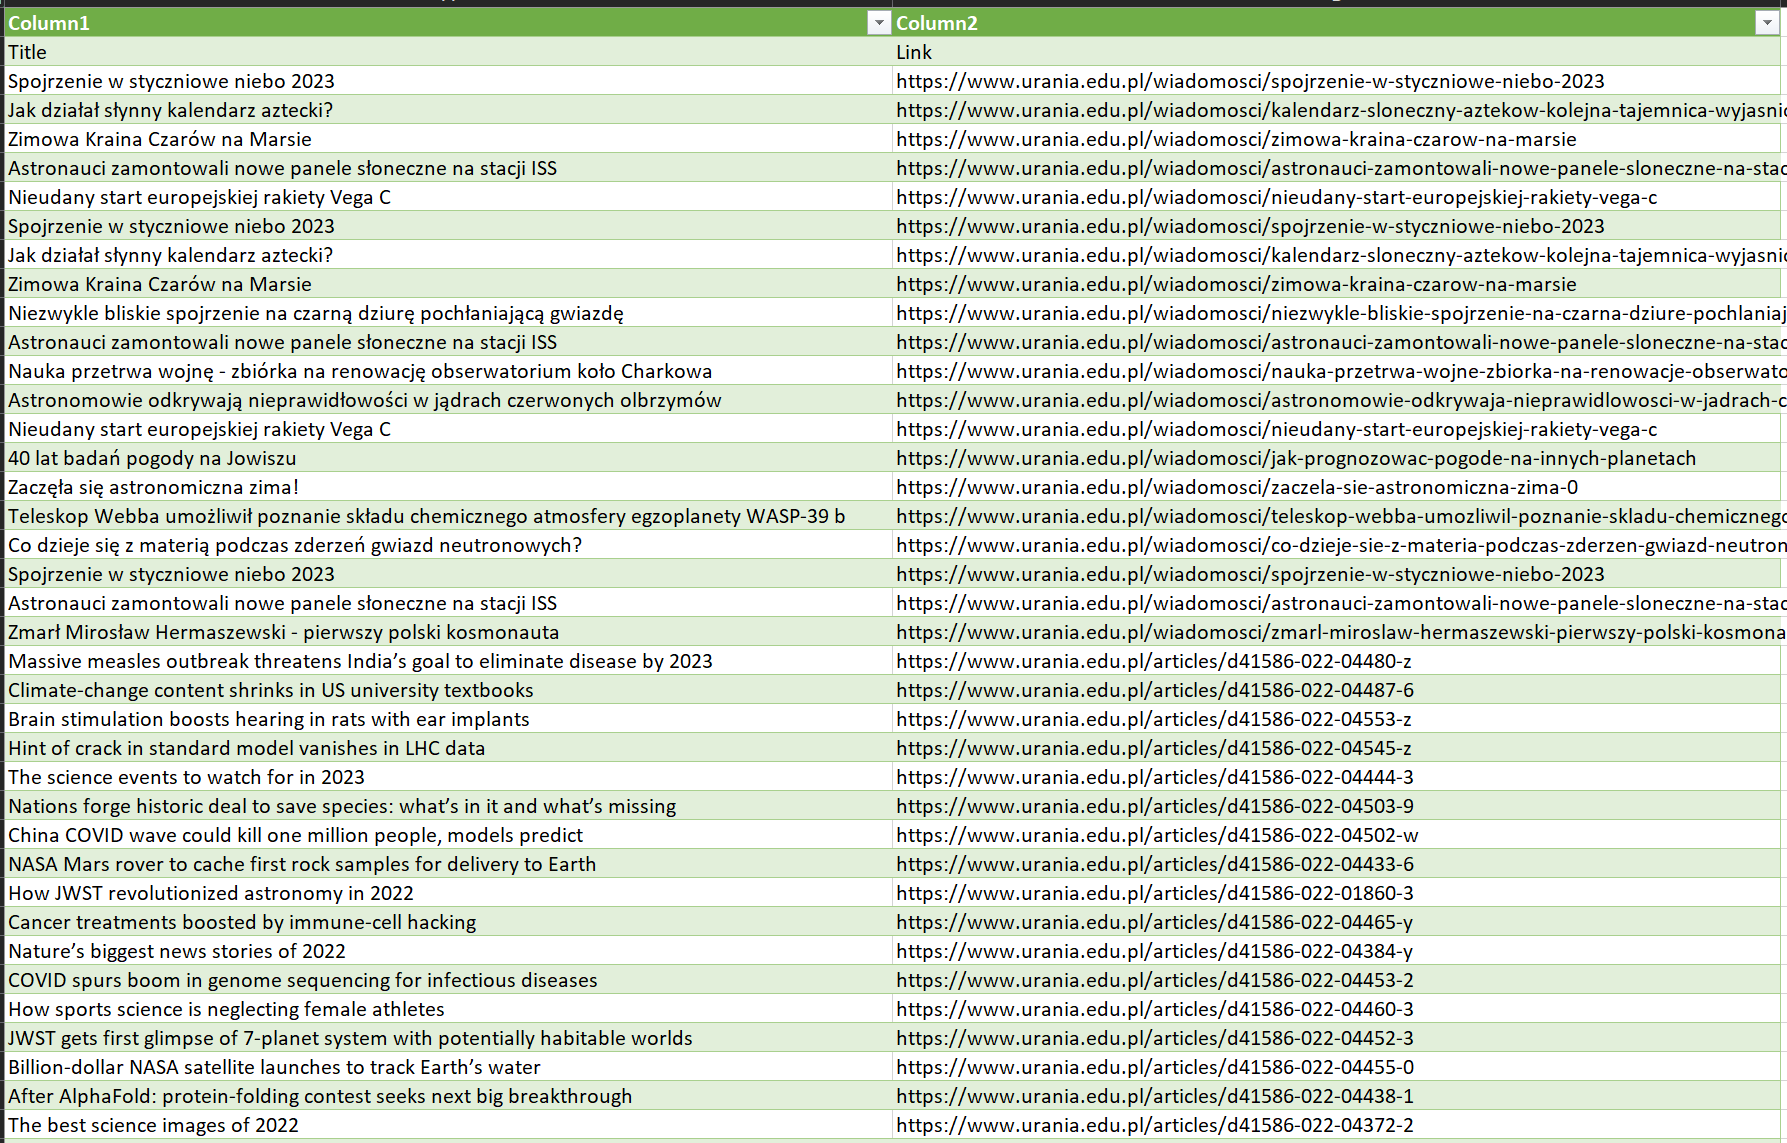 Column1 Column2
Title Link
Spojrzenie w styczniowe niebo 2023 https://www.urania.edu.pl/wiadomosci/spojrzenie-w-styczniowe-niebo-2023
Jak działał słynny kalendarz aztecki? https://www.urania.edu.pl/wiadomosci/kalendarz-sloneczny-aztekow-kolejna-tajemnica-wyjasnic
Zimowa Kraina Czarów na Marsie https://www.urania.edu.pl/wiadomosci/zimowa-kraina-czarow-na-marsie
Astronauci zamontowali nowe panele słoneczne na stacji ISS https://www.urania.edu.pl/wiadomosci/astronauci-zamontowali-nowe-panele-sloneczne-na-stac
Nieudany start europejskiej rakiety Vega C https://www.urania.edu.pl/wiadomosci/nieudany-start-europejskiej-rakiety-vega-c
Spojrzenie w styczniowe niebo 2023 https://www.urania.edu.pl/wiadomosci/spojrzenie-w-styczniowe-niebo-2023
Jak działał słynny kalendarz aztecki? https://www.urania.edu.pl/wiadomosci/kalendarz-sloneczny-aztekow-kolejna-tajemnica-wyjasnic
Zimowa Kraina Czarów na Marsie https://www.urania.edu.pl/wiadomosci/zimowa-kraina-czarow-na-marsie
Niezwykle bliskie spojrzenie na czarną dziurę pochłaniającą gwiazdę https://www.urania.edu.pl/wiadomosci/niezwykle-bliskie-spojrzenie-na-czarna-dziure-pochlaniaj
Astronauci zamontowali nowe panele słoneczne na stacji ISS https://www.urania.edu.pl/wiadomosci/astronauci-zamontowali-nowe-panele-sloneczne-na-stac
Nauka przetrwa wojnę - zbiórka na renowację obserwatorium koło Charkowa https://www.urania.edu.pl/wiadomosci/nauka-przetrwa-wojne-zbiorka-na-renowacje-obserwato
Astronomowie odkrywają nieprawidłowości w jądrach czerwonych olbrzymów https://www.urania.edu.pl/wiadomosci/astronomowie-odkrywaja-nieprawidlowosci-w-jadrach-c
Nieudany start europejskiej rakiety Vega C https://www.urania.edu.pl/wiadomosci/nieudany-start-europejskiej-rakiety-vega-c
40 lat badań pogody na Jowiszu https://www.urania.edu.pl/wiadomosci/jak-prognozowac-pogode-na-innych-planetach
Zaczęła się astronomiczna zima! https://www.urania.edu.pl/wiadomosci/zaczela-sie-astronomiczna-zima-0
Teleskop Webba umożliwił poznanie składu chemicznego atmosfery egzoplanety WASP-39 b https://www.urania.edu.pl/wiadomosci/teleskop-webba-umozliwil-poznanie-skladu-chemicznego
Co dzieje się z materią podczas zderzeń gwiazd neutronowych? https://www.urania.edu.pl/wiadomosci/co-dzieje-sie-z-materia-podczas-zderzen-gwiazd-neutron
Spojrzenie w styczniowe niebo 2023 https://www.urania.edu.pl/wiadomosci/spojrzenie-w-styczniowe-niebo-2023
Astronauci zamontowali nowe panele słoneczne na stacji ISS https://www.urania.edu.pl/wiadomosci/astronauci-zamontowali-nowe-panele-sloneczne-na-stac
Zmarł Mirosław Hermaszewski - pierwszy polski kosmonauta https://www.urania.edu.pl/wiadomosci/zmarl-miroslaw-hermaszewski-pierwszy-polski-kosmona
Massive measles outbreak threatens India’s goal to eliminate disease by 2023 https://www.urania.edu.pl/articles/d41586-022-04480-z
Climate-change content shrinks in US university textbooks https://www.urania.edu.pl/articles/d41586-022-04487-6
Brain stimulation boosts hearing in rats with ear implants https://www.urania.edu.pl/articles/d41586-022-04553-z
Hint of crack in standard model vanishes in LHC data https://www.urania.edu.pl/articles/d41586-022-04545-z
The science events to watch for in 2023 https://www.urania.edu.pl/articles/d41586-022-04444-3
Nations forge historic deal to save species: what’s in it and what’s missing https://www.urania.edu.pl/articles/d41586-022-04503-9
China COVID wave could kill one million people, models predict https://www.urania.edu.pl/articles/d41586-022-04502-w
NASA Mars rover to cache first rock samples for delivery to Earth https://www.urania.edu.pl/articles/d41586-022-04433-6
How JWST revolutionized astronomy in 2022 https://www.urania.edu.pl/articles/d41586-022-01860-3
Cancer treatments boosted by immune-cell hacking https://www.urania.edu.pl/articles/d41586-022-04465-y
Nature’s biggest news stories of 2022 https://www.urania.edu.pl/articles/d41586-022-04384-y
COVID spurs boom in genome sequencing for infectious diseases https://www.urania.edu.pl/articles/d41586-022-04453-2
How sports science is neglecting female athletes https://www.urania.edu.pl/articles/d41586-022-04460-3
JWST gets first glimpse of 7-planet system with potentially habitable worlds https://www.urania.edu.pl/articles/d41586-022-04452-3
Billion-dollar NASA satellite launches to track Earth’s water https://www.urania.edu.pl/articles/d41586-022-04455-0
After AlphaFold: protein-folding contest seeks next big breakthrough https://www.urania.edu.pl/articles/d41586-022-04438-1
The best science images of 2022 https://www.urania.edu.pl/articles/d41586-022-04372-2